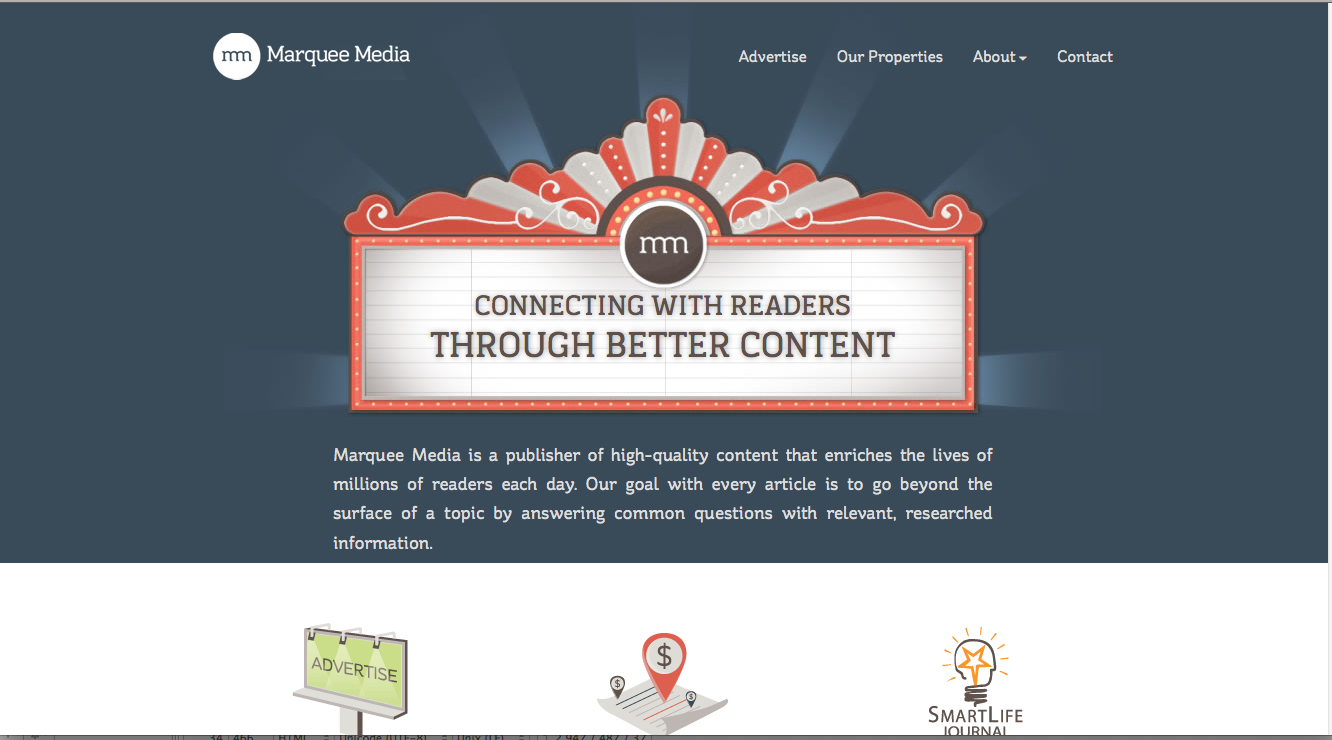 mm Marquee Media
Advertise Our Properties About Contact
mm
CONNECTING WITH READERS
THROUGH BETTER CONTENT
Marquee Media is a publisher of high-quality content that enriches the lives of
millions of readers each day. Our goal with every article is to go beyond the
surface of a topic by answering common questions with relevant, researched
information.
ADVERTISE
$
$
$
SMARTLIFE
JOURNAL